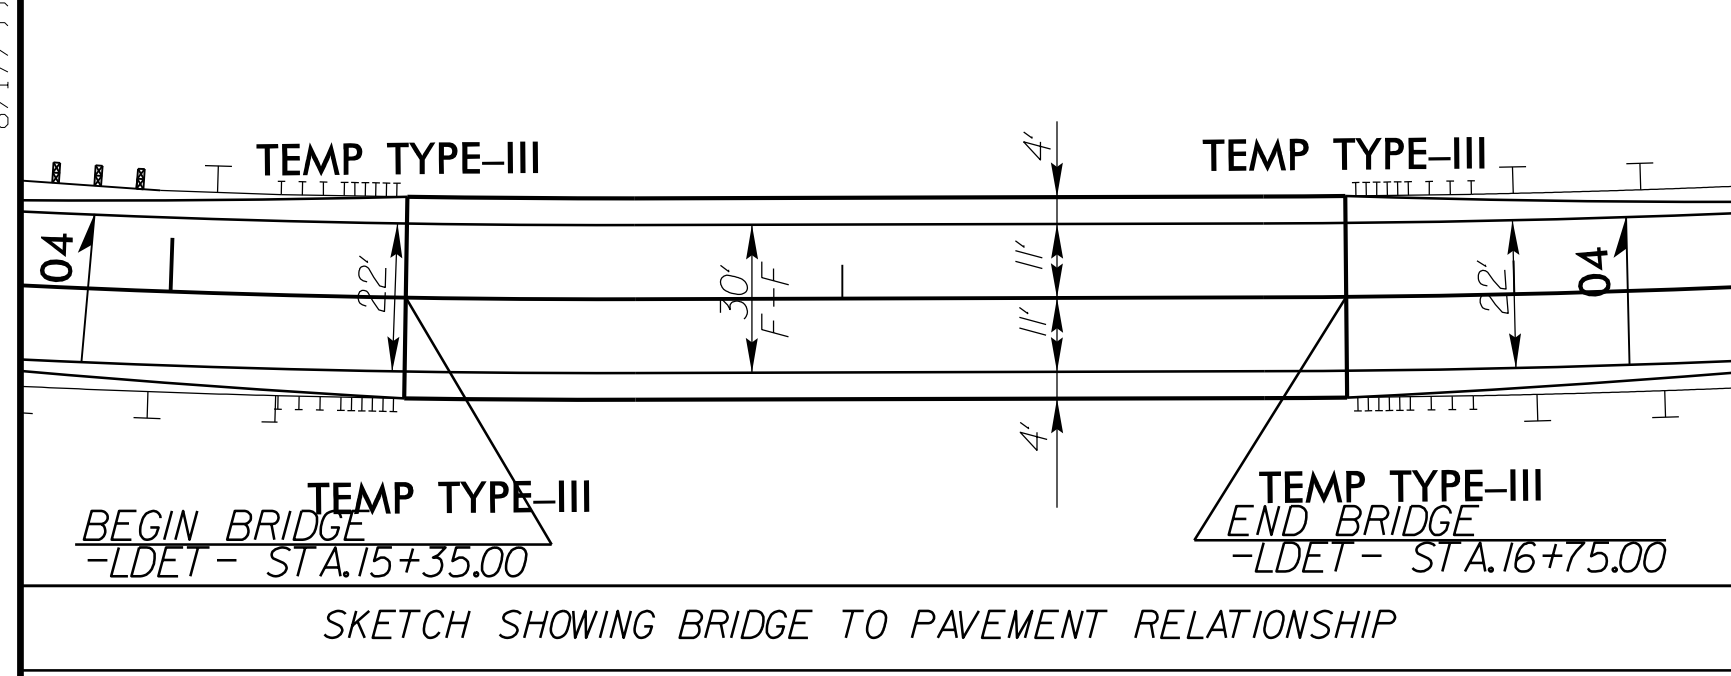 TEMP TYPE-III
TEMP TYPE-III
4'
04
22'
30'
F-F
11'
11'
22'
04
4'
TEMP TYPE-III
TEMP TYPE-III
BEGIN BRIDGE
-LDET- STA.15+35.00
END BRIDGE
-LDET- STA.16+75.00
SKETCH SHOWING BRIDGE TO PAVEMENT RELATIONSHIP